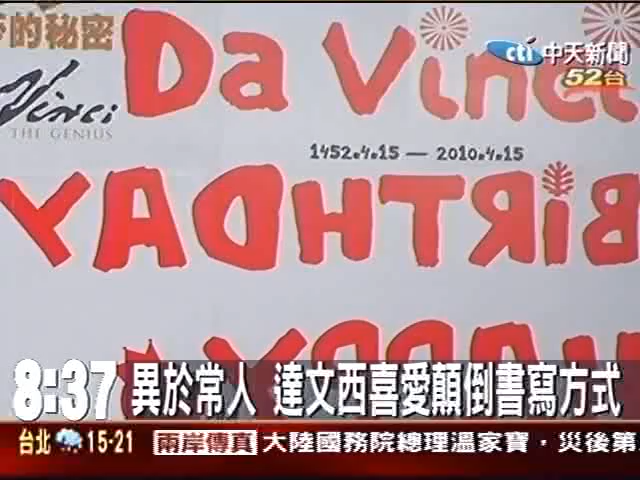 的秘密
Da Vinci
cti 中天新聞
52台
Vinci
THE GENIUS
1452.4.15 — 2010.4.15
BIRTHDAY
HAPPY
8:37 異於常人 達文西喜愛顛倒書寫方式
台北 15-21 兩岸傳真 大陸國務院總理溫家寶,災後第